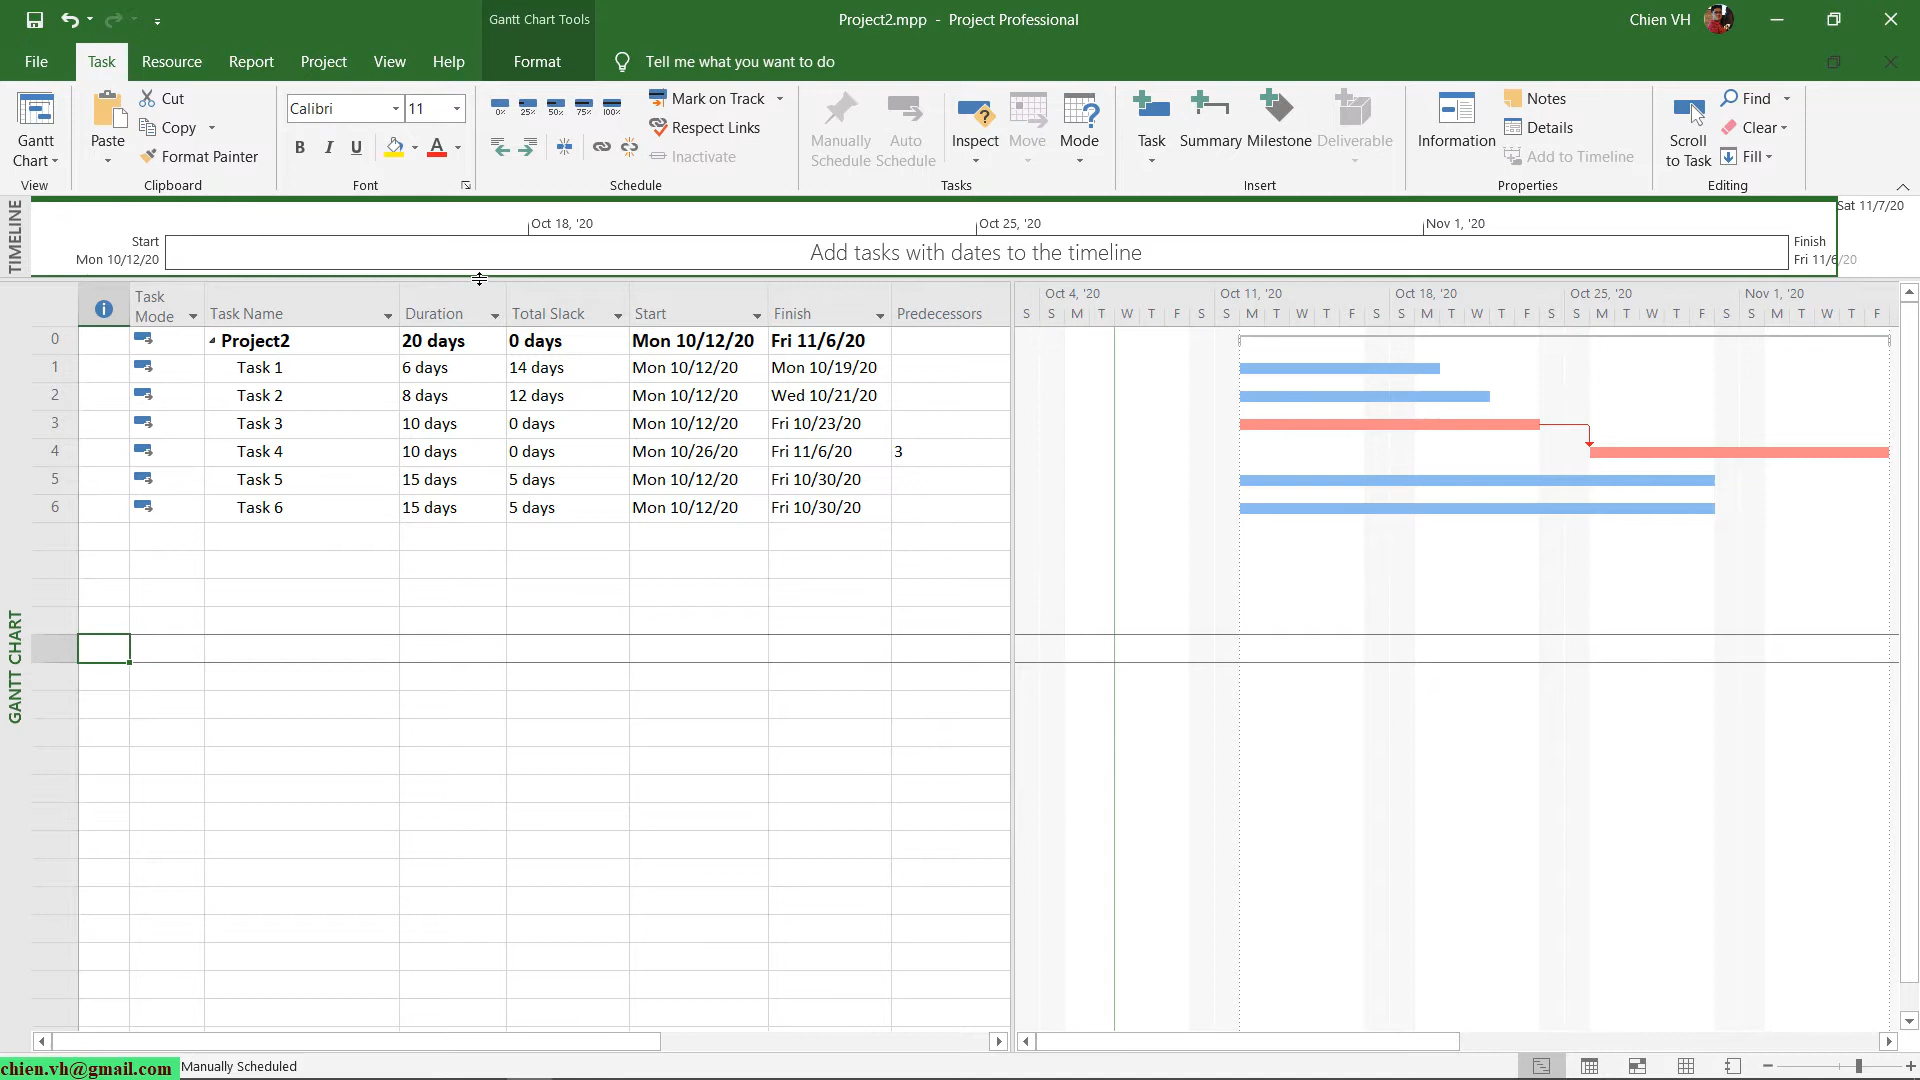 Gantt Chart Tools
Project2.mpp - Project Professional
Chien VH
File Task Resource Report Project View Help Format Tell me what you want to do
Gantt Chart
View
Paste
Cut
Copy
Format Painter
Clipboard
Calibri 11
B I U A
Font
0% 25% 50% 75% 100%
Mark on Track
Respect Links
Inactivate
Schedule
Manually Schedule
Auto Schedule
Inspect
Move
Mode
Tasks
Task
Summary
Milestone
Deliverable
Insert
Information
Notes
Details
Add to Timeline
Properties
Scroll to Task
Find
Clear
Fill
Editing
TIMELINE
Sat 11/7/20
Oct 18, '20 Oct 25, '20 Nov 1, '20
Start
Mon 10/12/20
Add tasks with dates to the timeline
Finish
Fri 11/6/20
GANTT CHART
Task Mode Task Name Duration Total Slack Start Finish Predecessors
0 Project2 20 days 0 days Mon 10/12/20 Fri 11/6/20
1 Task 1 6 days 14 days Mon 10/12/20 Mon 10/19/20
2 Task 2 8 days 12 days Mon 10/12/20 Wed 10/21/20
3 Task 3 10 days 0 days Mon 10/12/20 Fri 10/23/20
4 Task 4 10 days 0 days Mon 10/26/20 Fri 11/6/20 3
5 Task 5 15 days 5 days Mon 10/12/20 Fri 10/30/20
6 Task 6 15 days 5 days Mon 10/12/20 Fri 10/30/20
Oct 4, '20 Oct 11, '20 Oct 18, '20 Oct 25, '20 Nov 1, '20
S S M T W T F S S M T W T F S S M T W T F S S M T W T F S S M T W T F
chien.vh@gmail.com Manually Scheduled